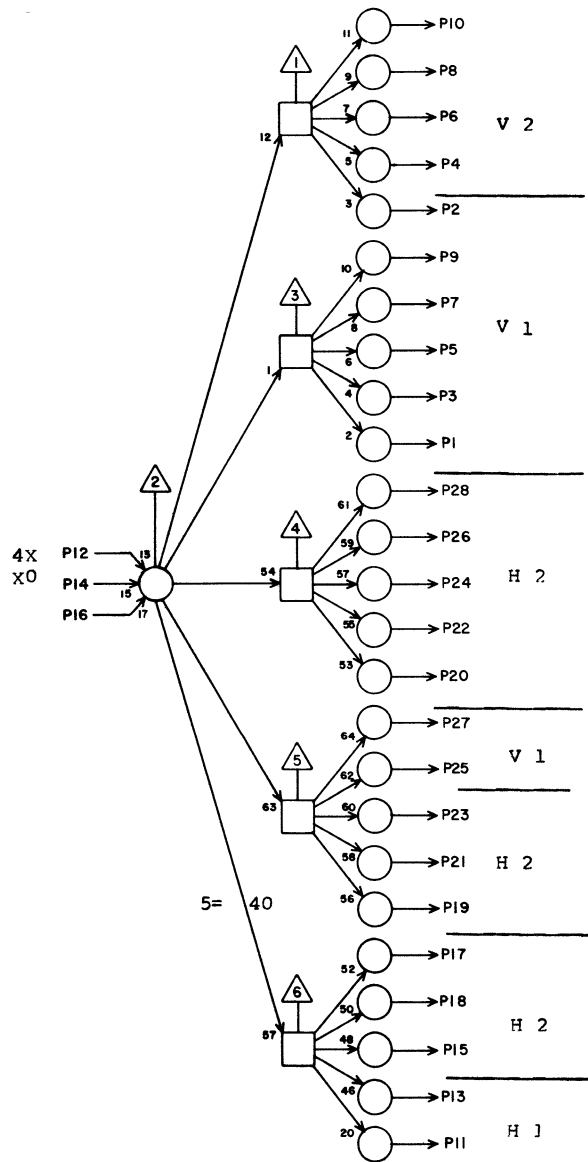 11 P10
1
9 P8
7 P6
V 2
12
5 P4
3 P2
10 P9
3
8 P7
V 1
6 P5
1
4 P3
2 P1
2
61 P28
4
59 P26
4X P12 13
54 57 P24
H 2
X0 P14 15
P16 17
55 P22
53 P20
64 P27
5
62 P25
V 1
63 60 P23
58 P21
H 2
5= 40
56 P19
52 P17
6
50 P18
H 2
57 48 P15
46 P13
20 P11
H 1